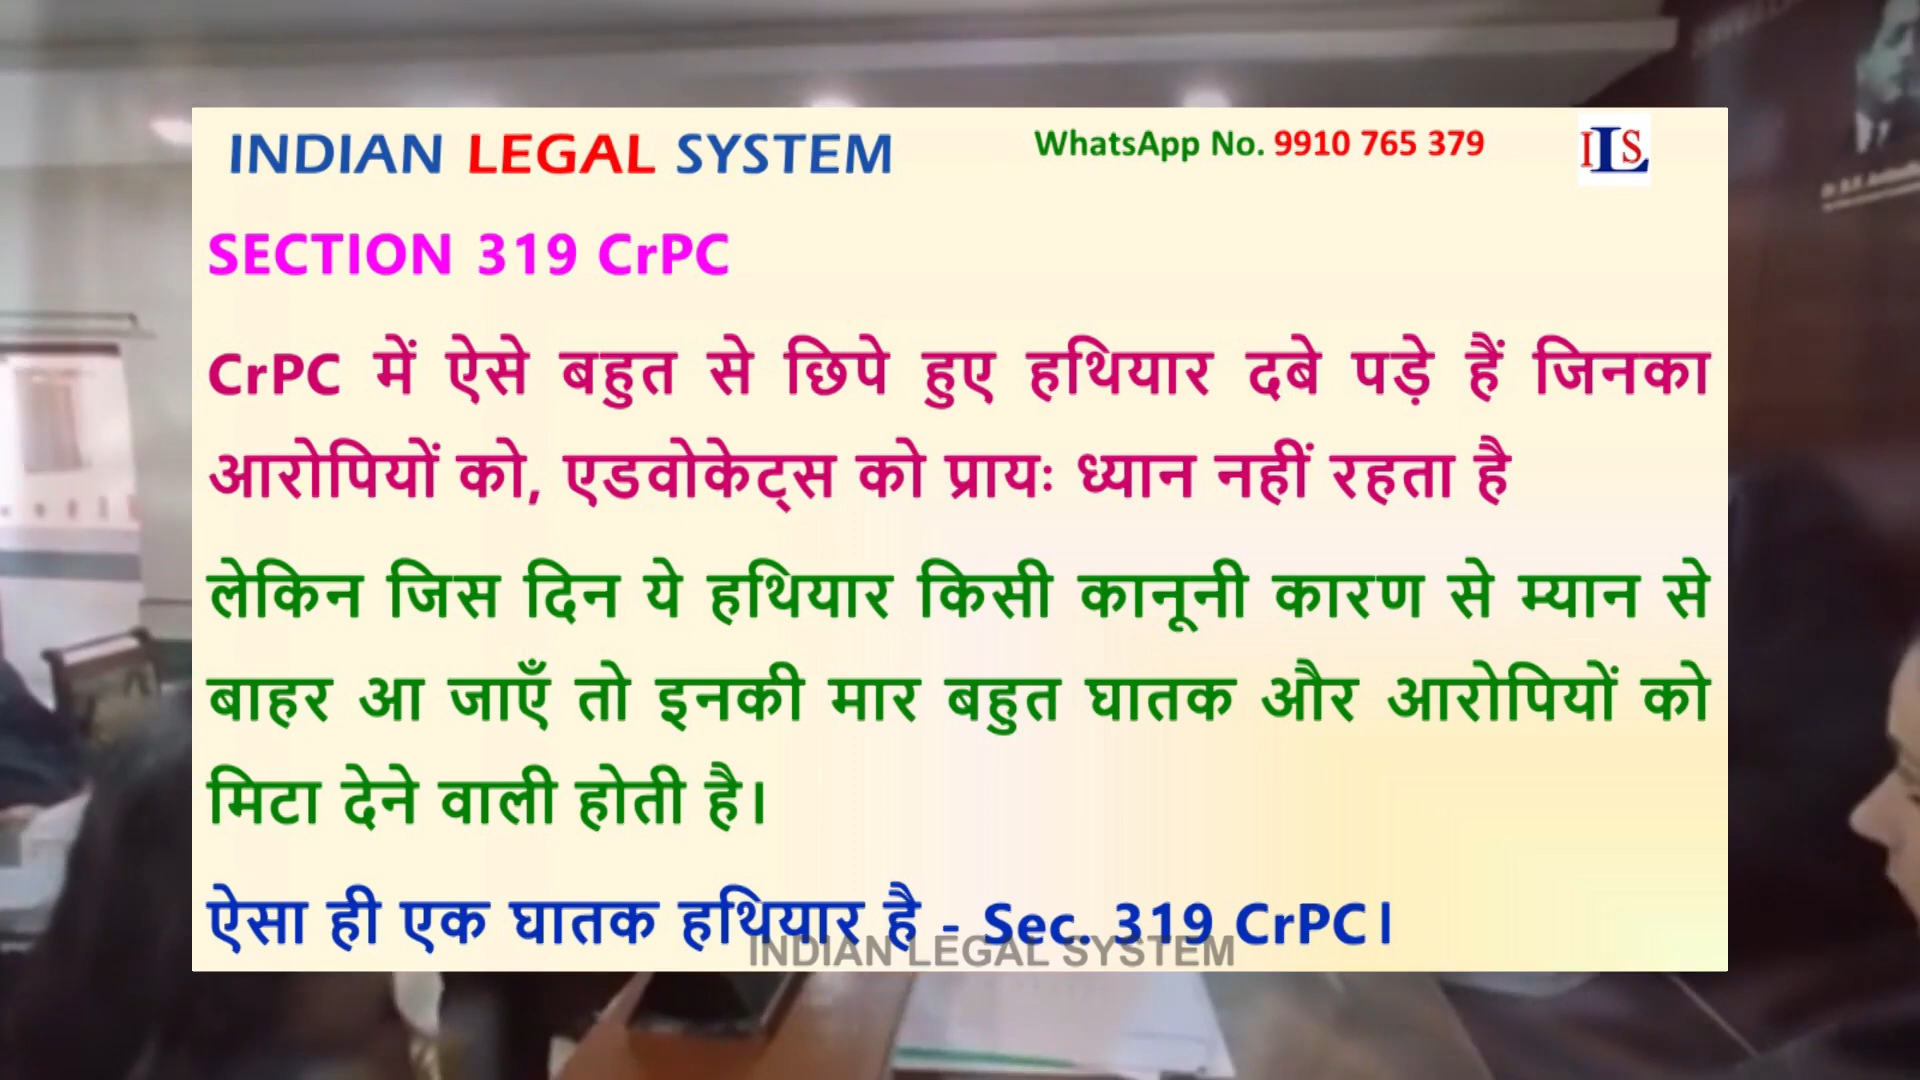 INDIAN LEGAL SYSTEM
WhatsApp No. 9910 765 379
ILS
SECTION 319 CrPC
CrPC में ऐसे बहुत से छिपे हुए हथियार दबे पड़े हैं जिनका
आरोपियों को, एडवोकेट्स को प्रायः ध्यान नहीं रहता है
लेकिन जिस दिन ये हथियार किसी कानूनी कारण से म्यान से
बाहर आ जाएँ तो इनकी मार बहुत घातक और आरोपियों को
मिटा देने वाली होती है।
ऐसा ही एक घातक हथियार है - Sec. 319 CrPC।
INDIAN LEGAL SYSTEM